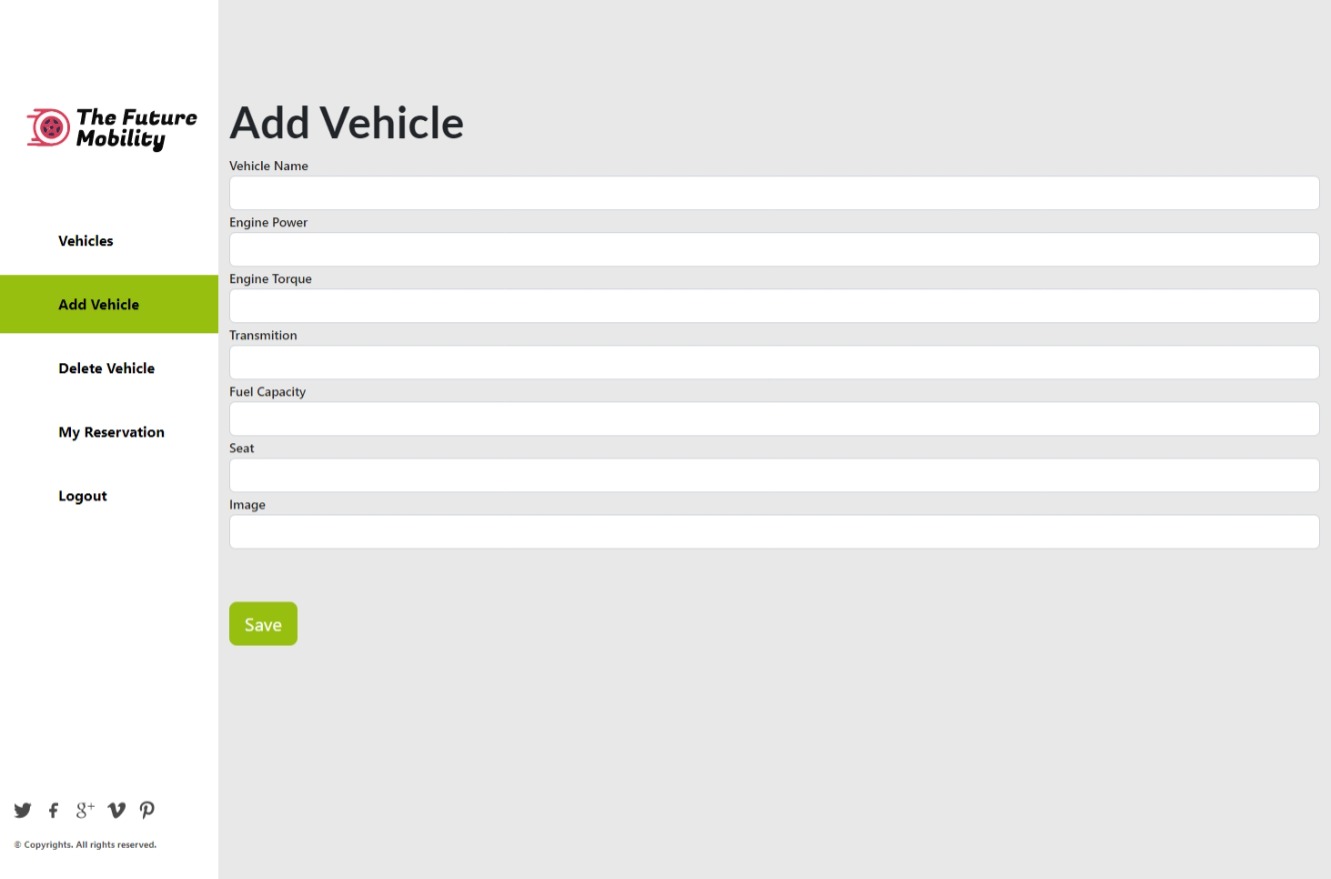 The Future
Mobility
Vehicles
Add Vehicle
Delete Vehicle
My Reservation
Logout
8+
© Copyrights. All rights reserved.
Add Vehicle
Vehicle Name
Engine Power
Engine Torque
Transmition
Fuel Capacity
Seat
Image
Save